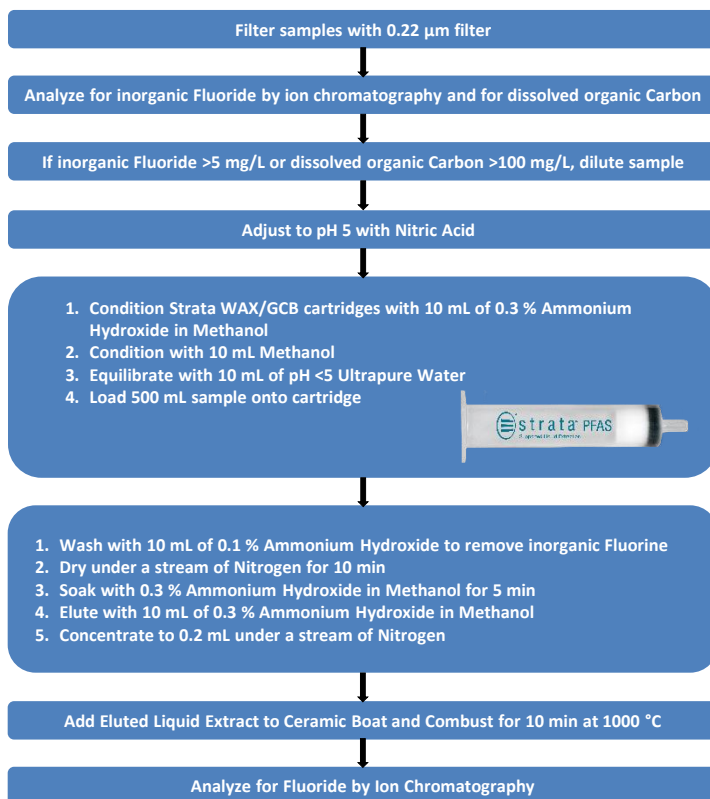 Filter samples with 0.22 µm filter
Analyze for inorganic Fluoride by ion chromatography and for dissolved organic Carbon
If inorganic Fluoride >5 mg/L or dissolved organic Carbon >100 mg/L, dilute sample
Adjust to pH 5 with Nitric Acid
1. Condition Strata WAX/GCB cartridges with 10 mL of 0.3 % Ammonium
Hydroxide in Methanol
2. Condition with 10 mL Methanol
3. Equilibrate with 10 mL of pH <5 Ultrapure Water
4. Load 500 mL sample onto cartridge
strata PFAS
1. Wash with 10 mL of 0.1 % Ammonium Hydroxide to remove inorganic Fluorine
2. Dry under a stream of Nitrogen for 10 min
3. Soak with 0.3 % Ammonium Hydroxide in Methanol for 5 min
4. Elute with 10 mL of 0.3 % Ammonium Hydroxide in Methanol
5. Concentrate to 0.2 mL under a stream of Nitrogen
Add Eluted Liquid Extract to Ceramic Boat and Combust for 10 min at 1000 °C
Analyze for Fluoride by Ion Chromatography